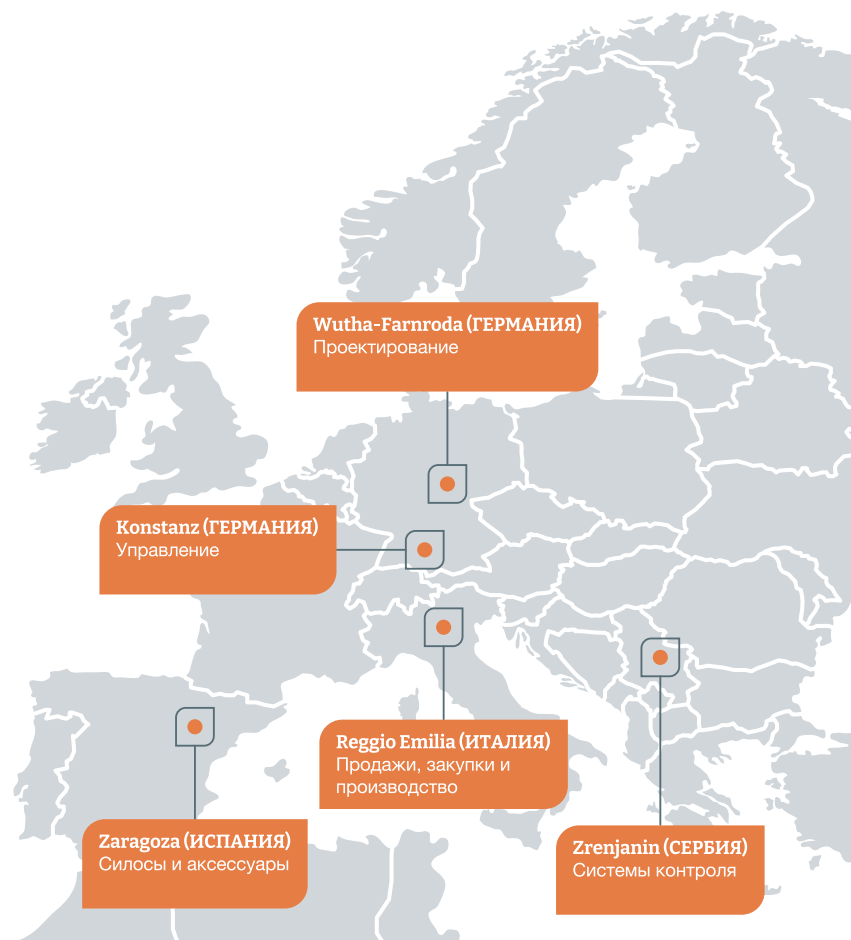 Wutha-Farnroda (ГЕРМАНИЯ)
Проектирование
Konstanz (ГЕРМАНИЯ)
Управление
Reggio Emilia (ИТАЛИЯ)
Продажи, закупки и
производство
Zaragoza (ИСПАНИЯ)
Силосы и аксессуары
Zrenjanin (СЕРБИЯ)
Системы контроля